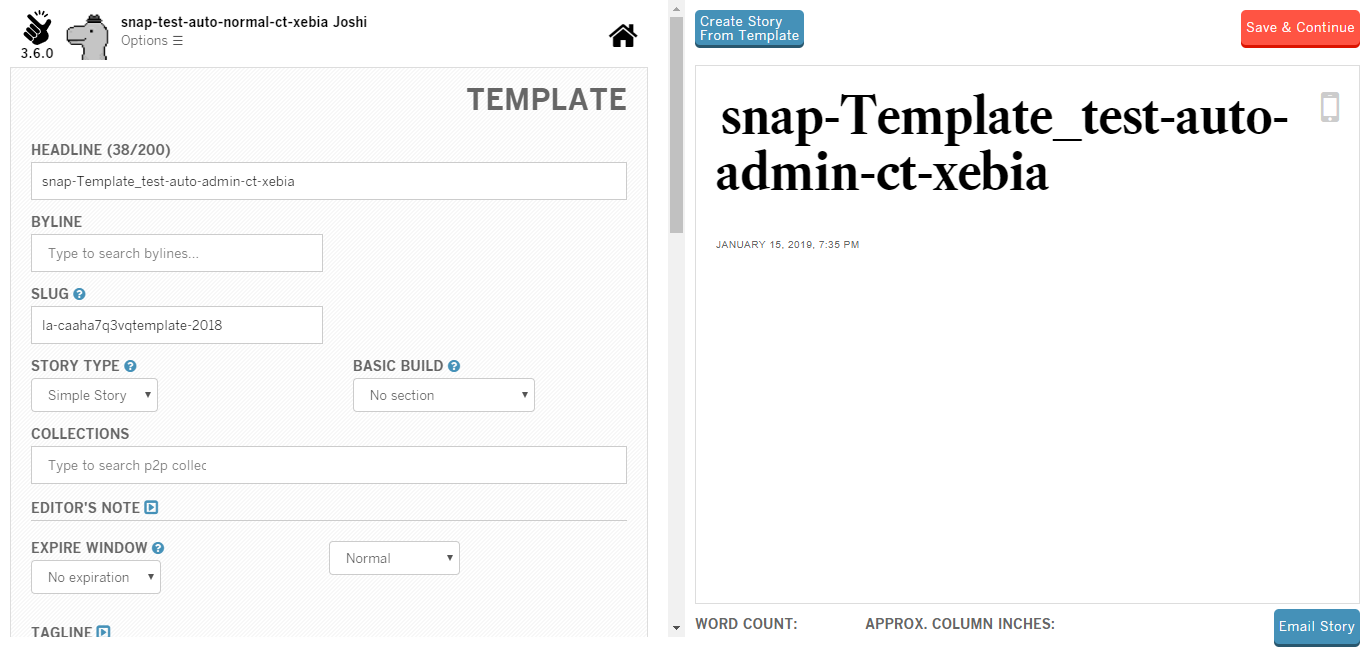 snap-test-auto-normal-ct-xebia Joshi
Options ☰
3.6.0
TEMPLATE
HEADLINE (38/200)
snap-Template_test-auto-admin-ct-xebia
BYLINE
Type to search bylines...
SLUG ?
la-caaha7q3vqtemplate-2018
STORY TYPE ?
BASIC BUILD ?
Simple Story
No section
COLLECTIONS
Type to search p2p collec
EDITOR'S NOTE
EXPIRE WINDOW ?
Normal
No expiration
TAGLINE
Create Story
From Template
Save & Continue
snap-Template_test-auto-
admin-ct-xebia
JANUARY 15, 2019, 7:35 PM
WORD COUNT:
APPROX. COLUMN INCHES:
Email Story